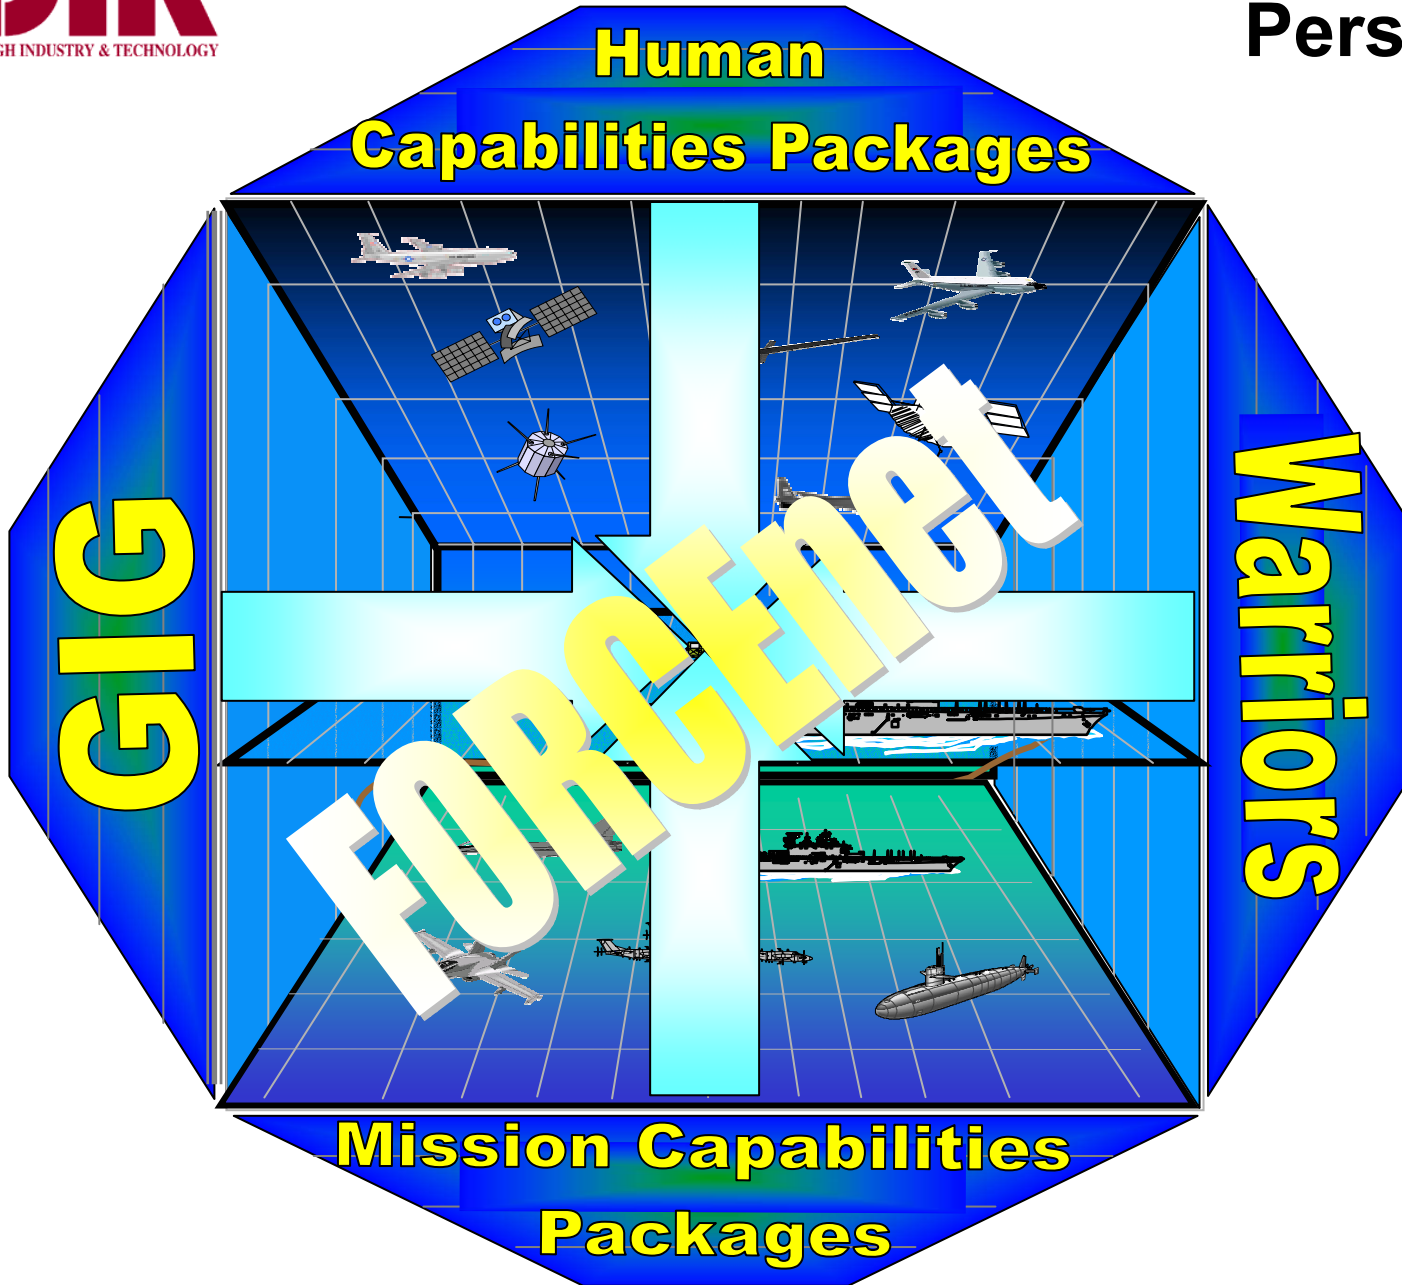 GH INDUSTRY & TECHNOLOGY
Pers
Human
Capabilities Packages
GIG
FORCEnet
Warriors
Mission Capabilities
Packages